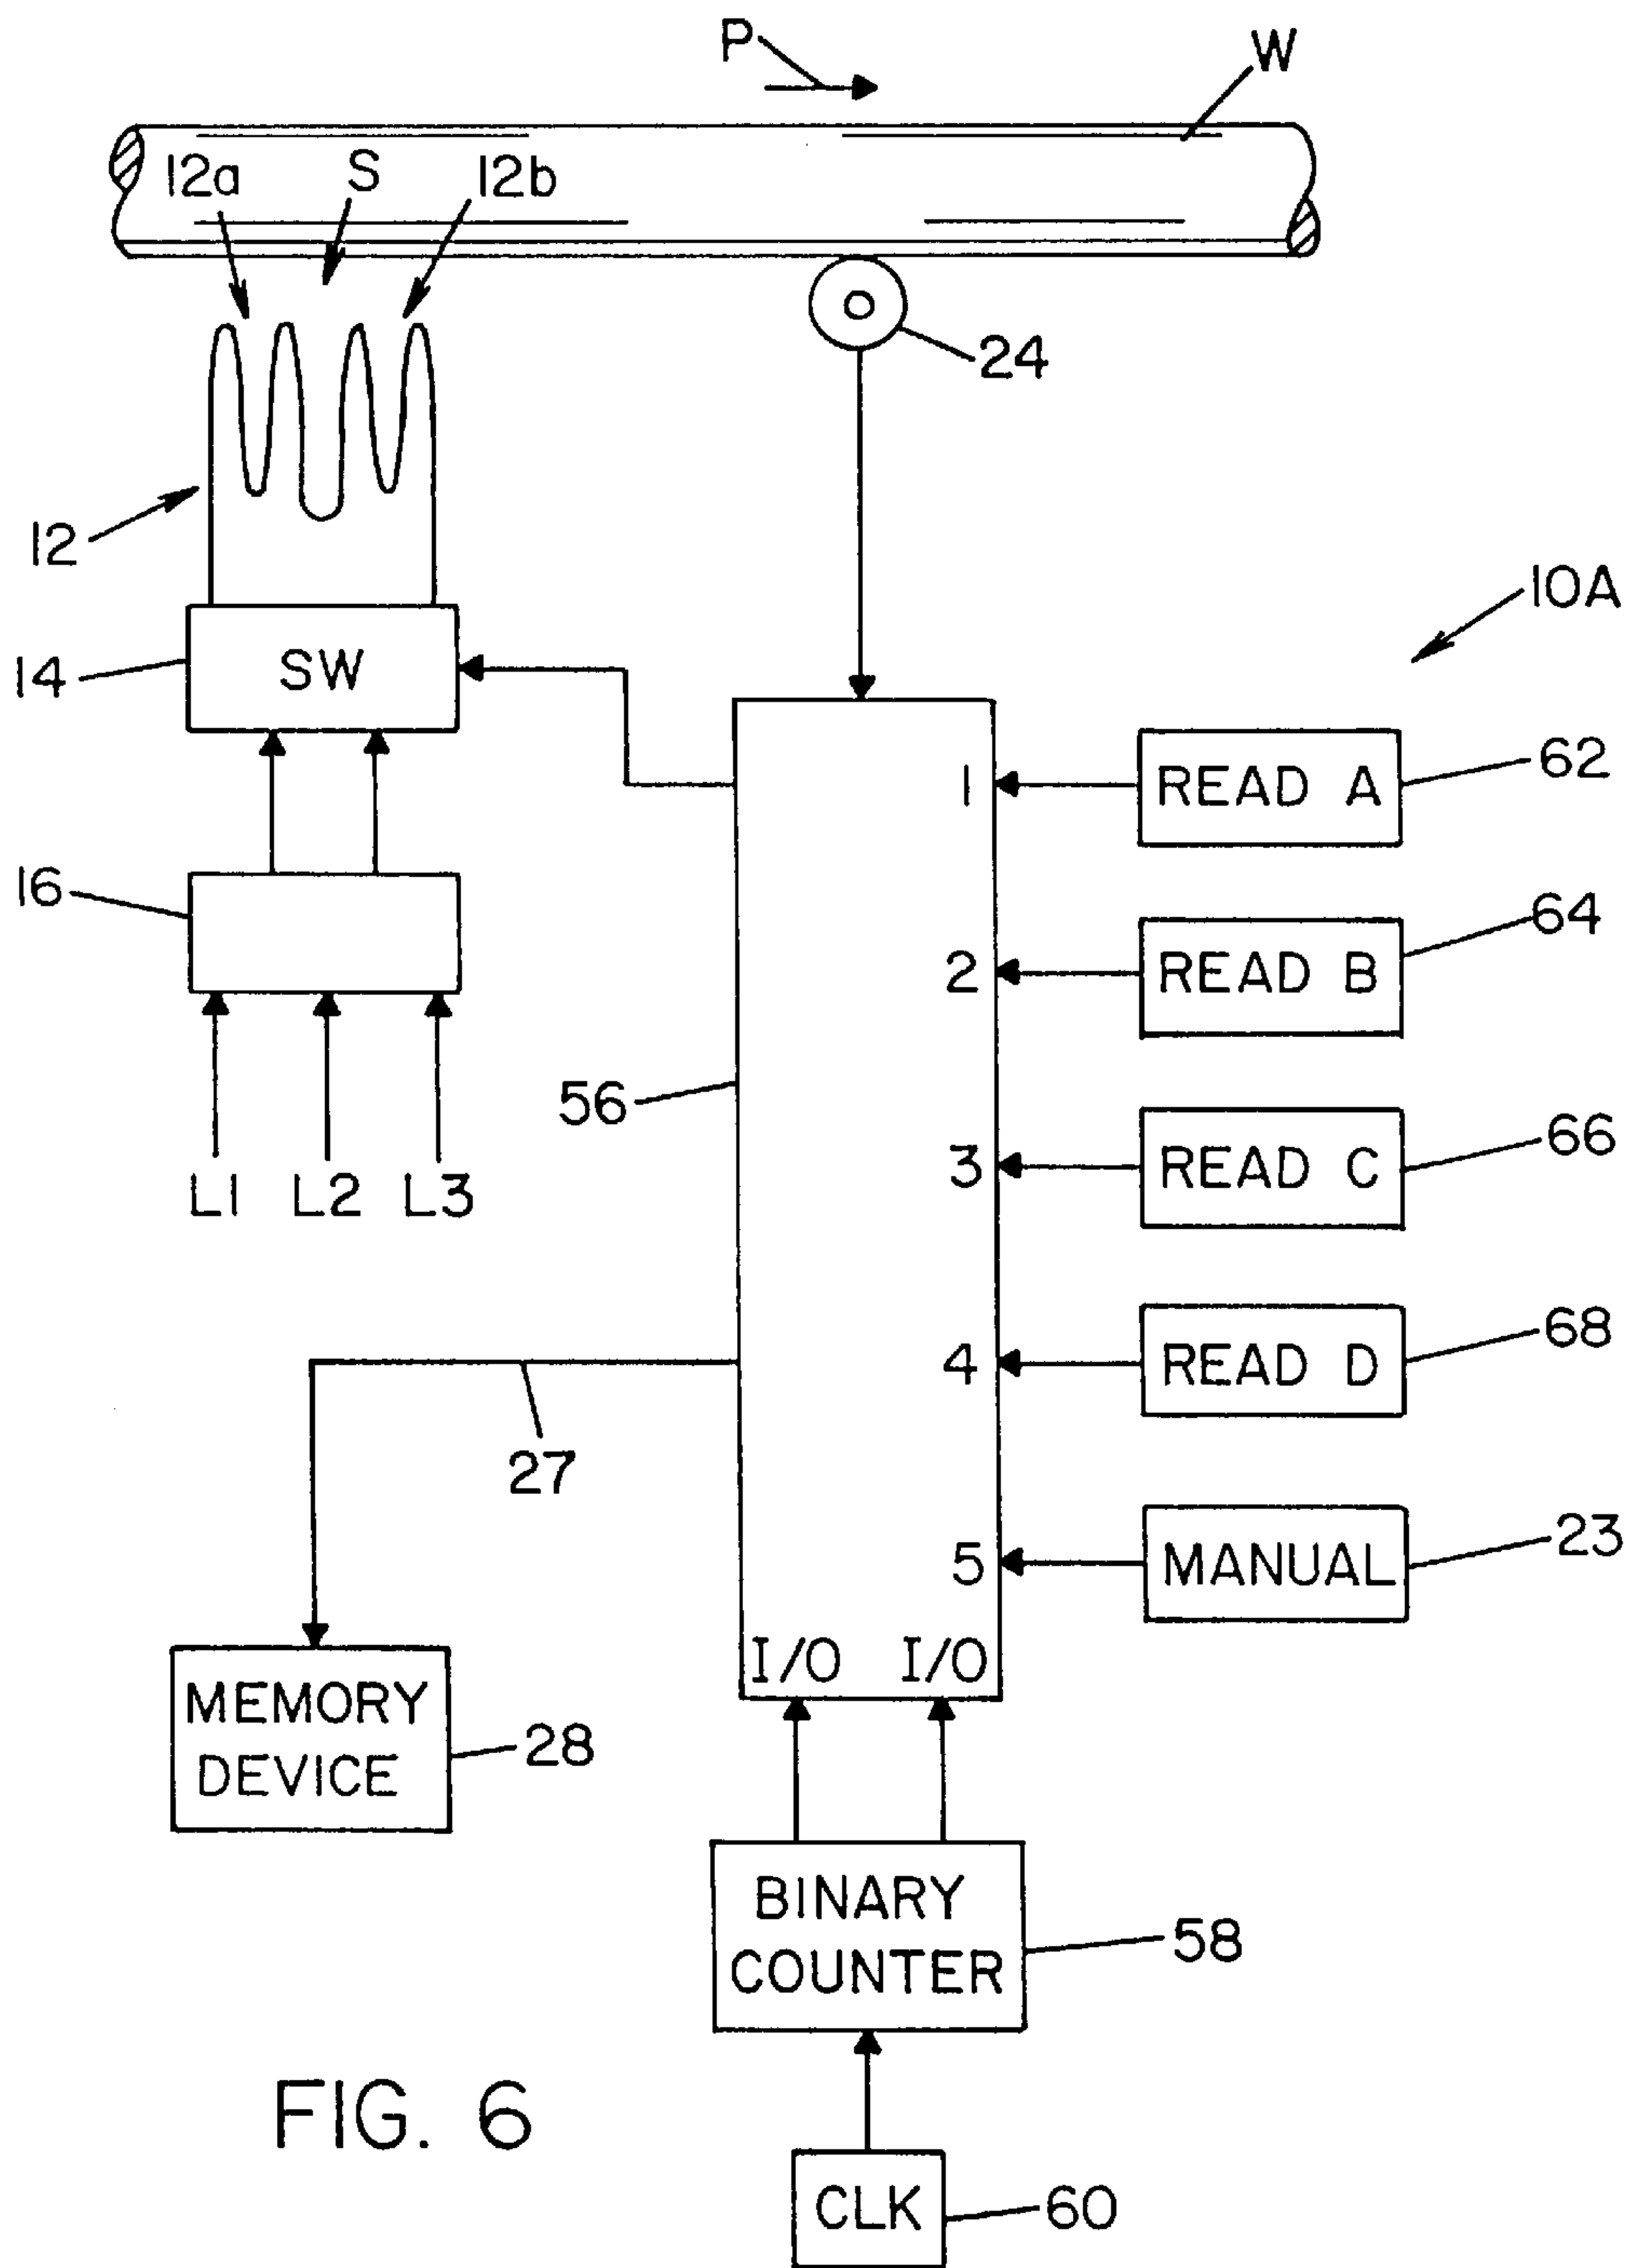 P
W
12a
S
12b
24
12
10A
14
SW
1
READ A
62
16
2
READ B
64
56
3
READ C
66
L1 L2 L3
4
READ D
68
27
5
MANUAL
23
I/O I/O
MEMORY
DEVICE
28
BINARY
COUNTER
58
FIG. 6
CLK
60